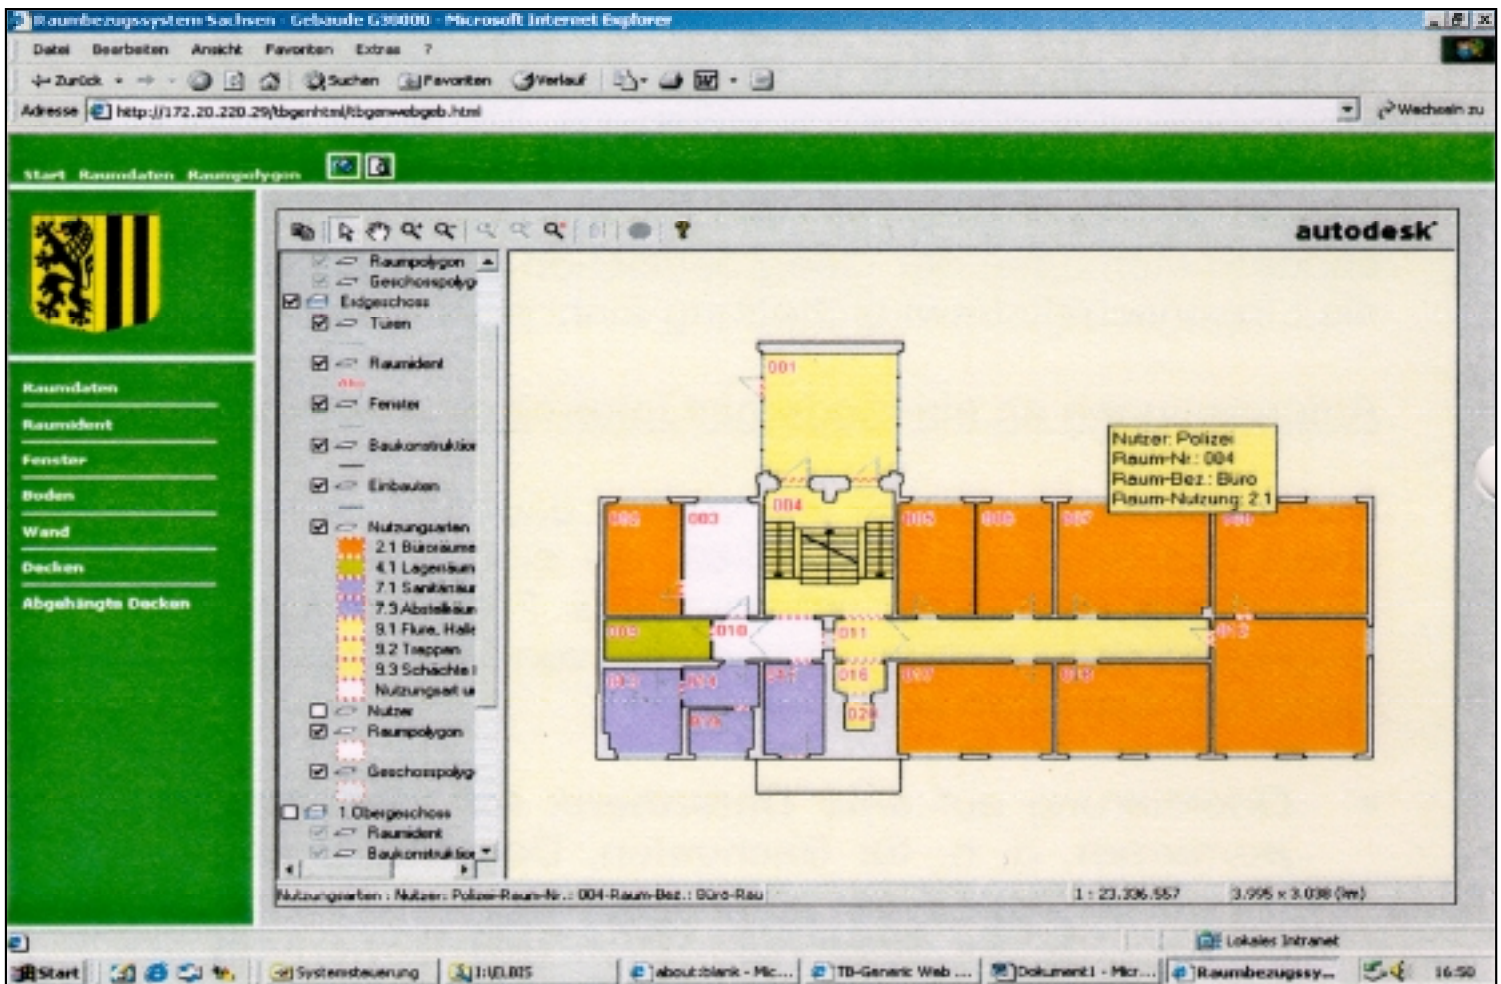 Raumbezugssystem Sachsen - Gebäude G30000 - Microsoft Internet Explorer
Datei Bearbeiten Ansicht Favoriten Extras ?
Zurück Suchen Favoriten Verlauf
Adresse http://172.20.220.29/tbgenhtml/tbgenwebgeb.html Wechseln zu
Start Raumdaten Raumpolygon
autodesk
Raumdaten
Raumident
Fenster
Boden
Wand
Decken
Abgehängte Decken
Raumpolygon
Geschosspolyg
Erdgeschoss
Türen
Raumident
Abc
Fenster
Baukonstruktion
Einbauten
Nutzungsarten
2.1 Büroräume
4.1 Lagerräum
7.1 Sanitärräur
7.3 Abstellräun
9.1 Flure, Halle
9.2 Treppen
9.3 Schächte
Nutzungsart
Nutzer
Raumpolygon
Geschosspolyg
1.Obergeschoss
Raumident
Baukonstruktion
001
Nutzer: Polizei
Raum-Nr.: 004
Raum-Bez.: Büro
Raum-Nutzung: 2.1
002 003 004 005 006 007
009 010 011
013 014 016 017 018
Nutzungsarten : Nutzer: Polizei-Raum-Nr.: 004-Raum-Bez.: Büro-Rau 1 : 23.336.557 3.995 x 3.038 (km)
Lokales Intranet
Start Systemsteuerung I:\ELBIS about:blank - Mic... TB-Generic Web ... Dokument1 - Micr... Raumbezugssy... 16:50